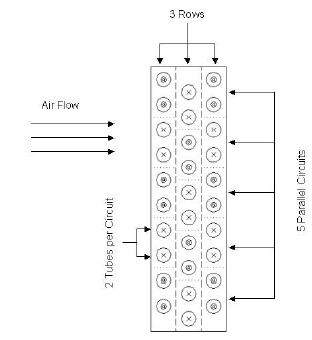 3 Rows
Air Flow
2 Tubes per Circuit
5 Parallel Circuits